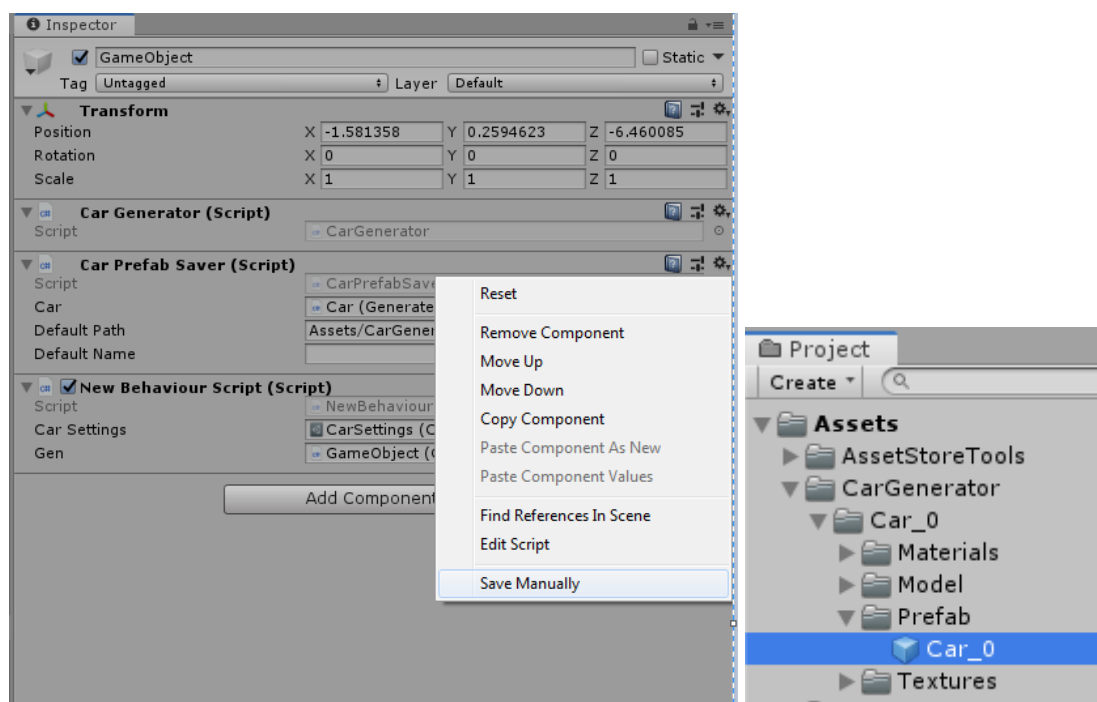 Inspector
GameObject
Static
Tag Untagged Layer Default
Transform
Position X -1.581358 Y 0.2594623 Z -6.460085
Rotation X 0 Y 0 Z 0
Scale X 1 Y 1 Z 1
Car Generator (Script)
Script CarGenerator
Car Prefab Saver (Script)
Script CarPrefabSave
Car Car (Generate
Default Path Assets/CarGener
Default Name
New Behaviour Script (Script)
Script NewBehaviour
Car Settings CarSettings (C
Gen GameObject (
Add Component
Reset
Remove Component
Move Up
Move Down
Copy Component
Paste Component As New
Paste Component Values
Find References In Scene
Edit Script
Save Manually
Project
Create
Assets
AssetStoreTools
CarGenerator
Car_0
Materials
Model
Prefab
Car_0
Textures